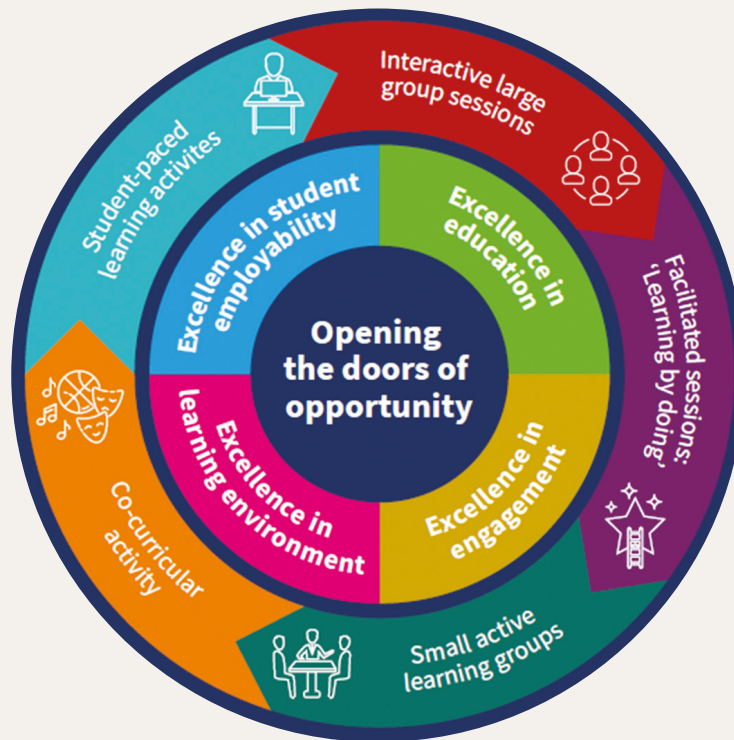 Interactive large
group sessions
Facilitated sessions:
‘Learning by doing’
Small active
learning groups
Co-curricular
activity
Student-paced
learning activites
Excellence in student
employability
Excellence in
education
Excellence in
engagement
Excellence in
learning environment
Opening
the doors of
opportunity